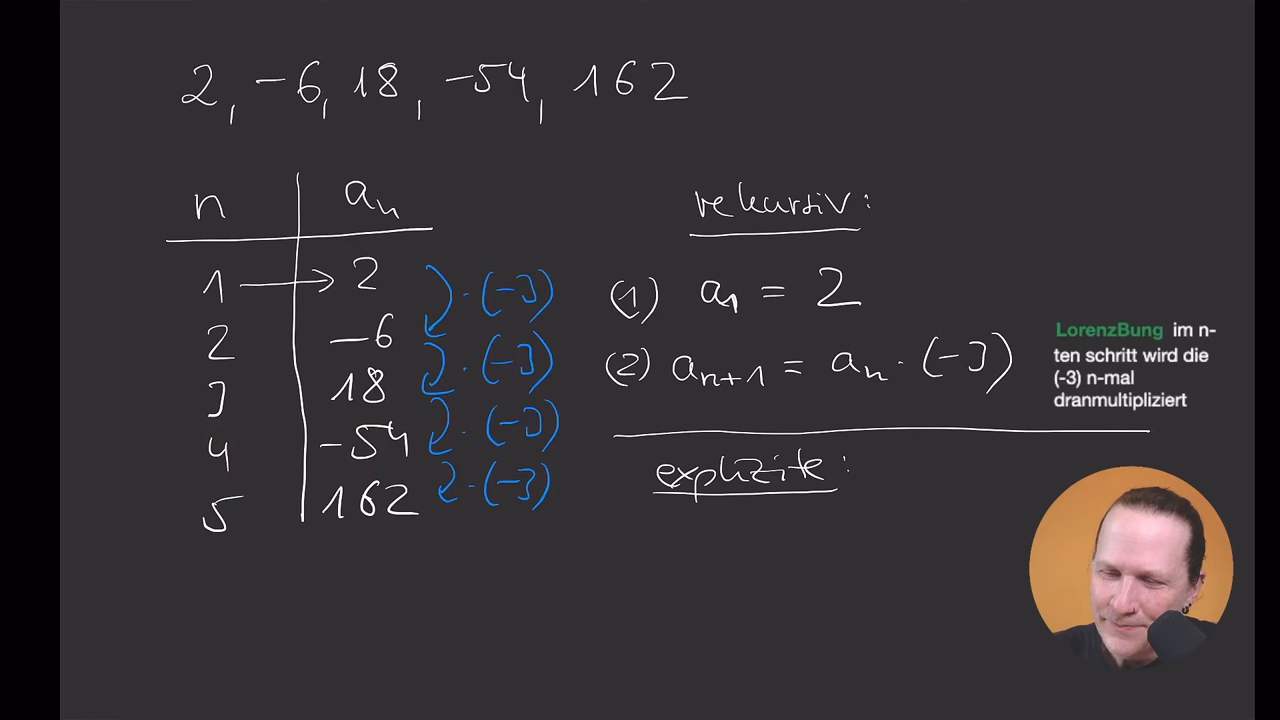 2, -6, 18, -54, 162
n | aₙ
1 → 2
2 | -6
3 | 18
4 | -54
5 | 162
· (-3)
· (-3)
· (-3)
· (-3)
rekursiv:
(1) a₁ = 2
(2) aₙ₊₁ = aₙ · (-3)
explizite:
LorenzBung im n-
ten schritt wird die
(-3) n-mal
dranmultipliziert